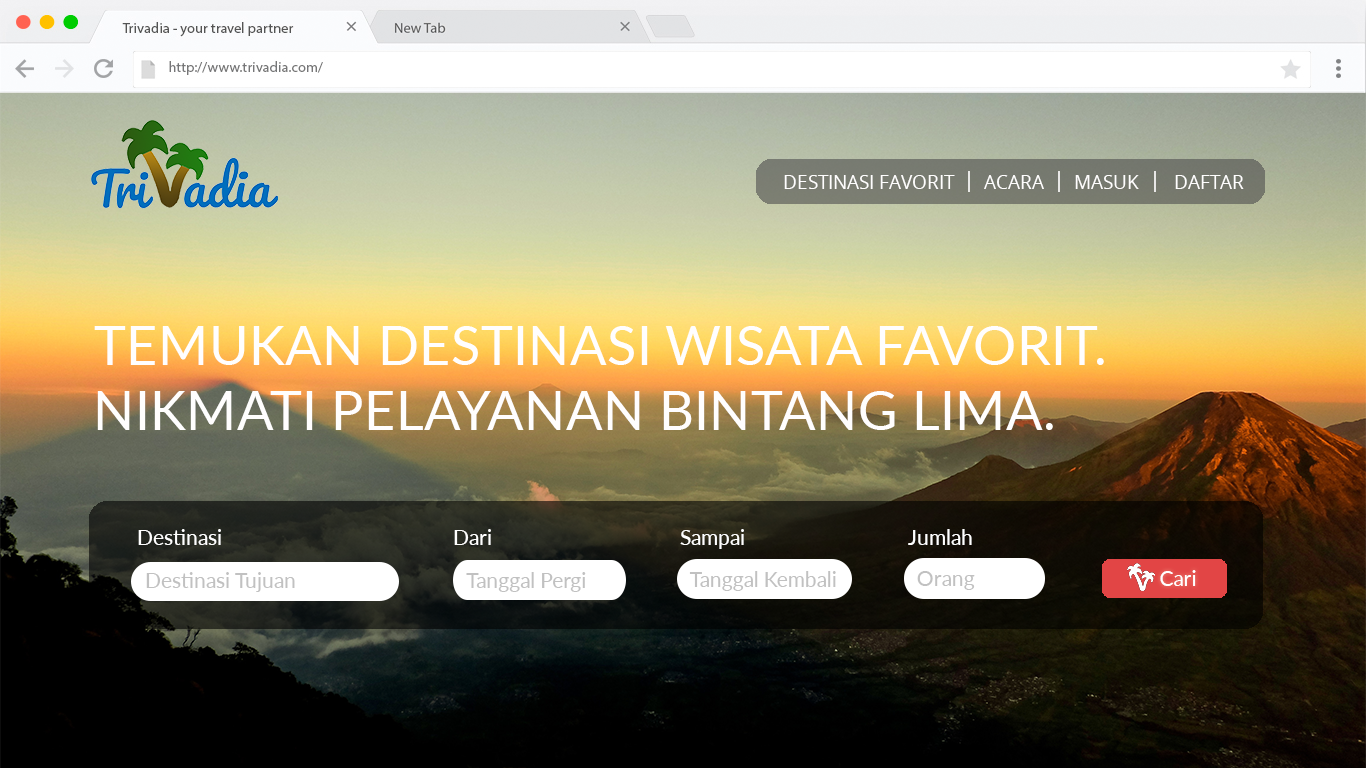 Trivadia - your travel partner
New Tab
http://www.trivadia.com/
TriVadia
DESTINASI FAVORIT | ACARA | MASUK | DAFTAR
TEMUKAN DESTINASI WISATA FAVORIT.
NIKMATI PELAYANAN BINTANG LIMA.
Destinasi Dari Sampai Jumlah
Destinasi Tujuan Tanggal Pergi Tanggal Kembali Orang Cari